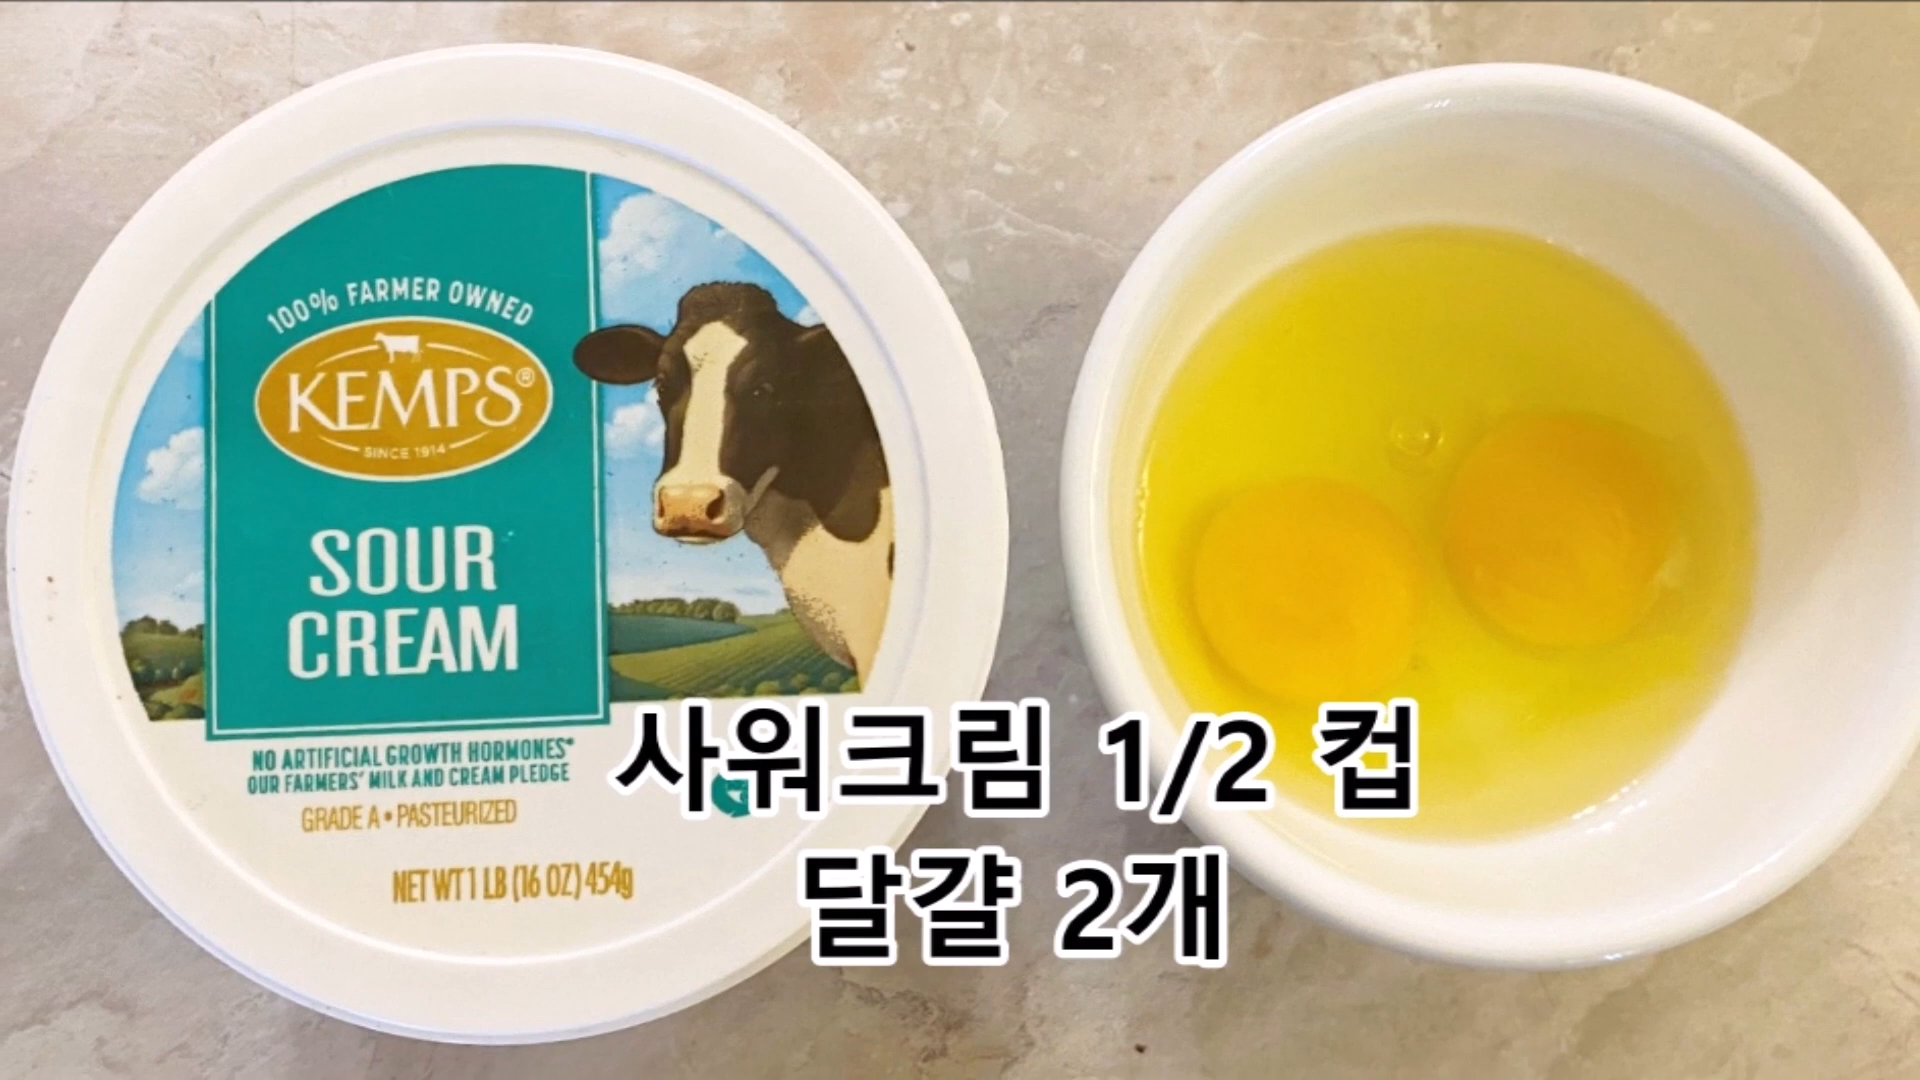 100% FARMER OWNED
KEMPS®
SINCE 1914
SOUR
CREAM
NO ARTIFICIAL GROWTH HORMONES*
OUR FARMERS' MILK AND CREAM PLEDGE
GRADE A • PASTEURIZED
NET WT 1 LB (16 OZ) 454g
사워크림 1/2 컵
달걀 2개